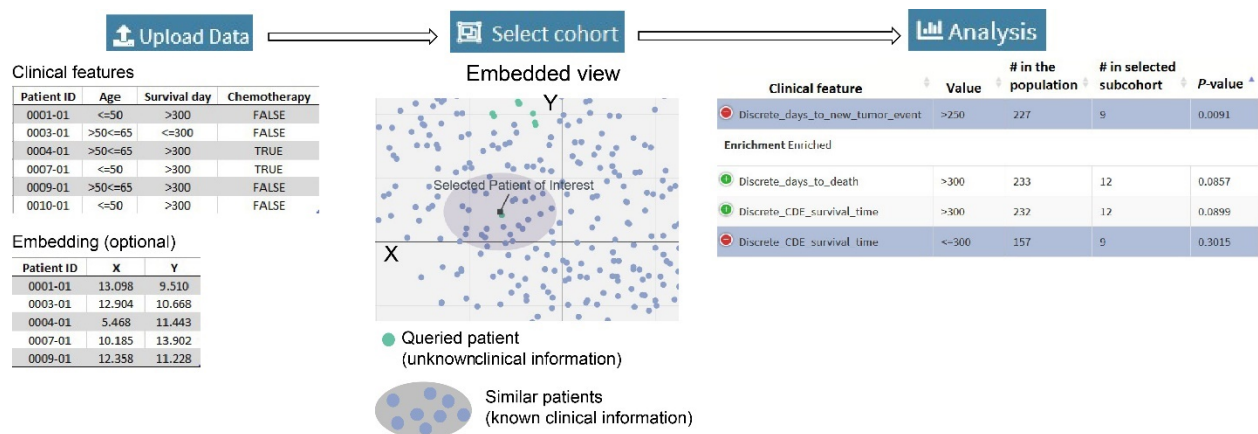 Upload Data
Select cohort
Analysis
Clinical features
Patient ID Age Survival day Chemotherapy
0001-01 <=50 >300 FALSE
0003-01 >50<=65 <=300 FALSE
0004-01 >50<=65 >300 TRUE
0007-01 <=50 >300 TRUE
0009-01 >50<=65 >300 FALSE
0010-01 <=50 >300 FALSE
Embedding (optional)
Patient ID X Y
0001-01 13.098 9.510
0003-01 12.904 10.668
0004-01 5.468 11.443
0007-01 10.185 13.902
0009-01 12.358 11.228
Embedded view
Y
Selected Patient of Interest
X
Queried patient
(unknownclinical information)
Similar patients
(known clinical information)
Clinical feature Value # in the population # in selected subcohort P-value
Discrete_days_to_new_tumor_event >250 227 9 0.0091
Enrichment Enriched
Discrete_days_to_death >300 233 12 0.0857
Discrete_CDE_survival_time >300 232 12 0.0899
Discrete_CDE_survival_time <=300 157 9 0.3015